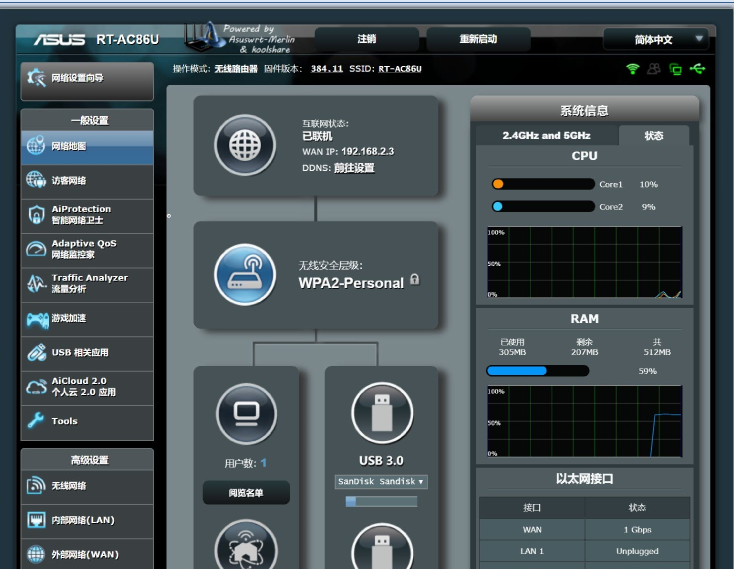 ASUS RT-AC86U
Powered by
Asuswrt-Merlin
& koolshare
注销
重新启动
简体中文
操作模式: 无线路由器 固件版本: 384.11 SSID: RT-AC86U
网络设置向导
一般设置
网络地图
访客网络
AiProtection
智能网络卫士
Adaptive QoS
网络监控家
Traffic Analyzer
流量分析
游戏加速
USB 相关应用
AiCloud 2.0
个人云 2.0 应用
Tools
高级设置
无线网络
内部网络(LAN)
外部网络(WAN)
互联网状态:
已联机
WAN IP: 192.168.2.3
DDNS: 前往设置
无线安全层级:
WPA2-Personal
用户数: 1
阅览名单
USB 3.0
SanDisk Sandisk
系统信息
2.4GHz and 5GHz
状态
CPU
Core1 10%
Core2 9%
100%
50%
0%
RAM
已使用 剩余 共
305MB 207MB 512MB
59%
100%
50%
0%
以太网接口
接口 状态
WAN 1 Gbps
LAN 1 Unplugged